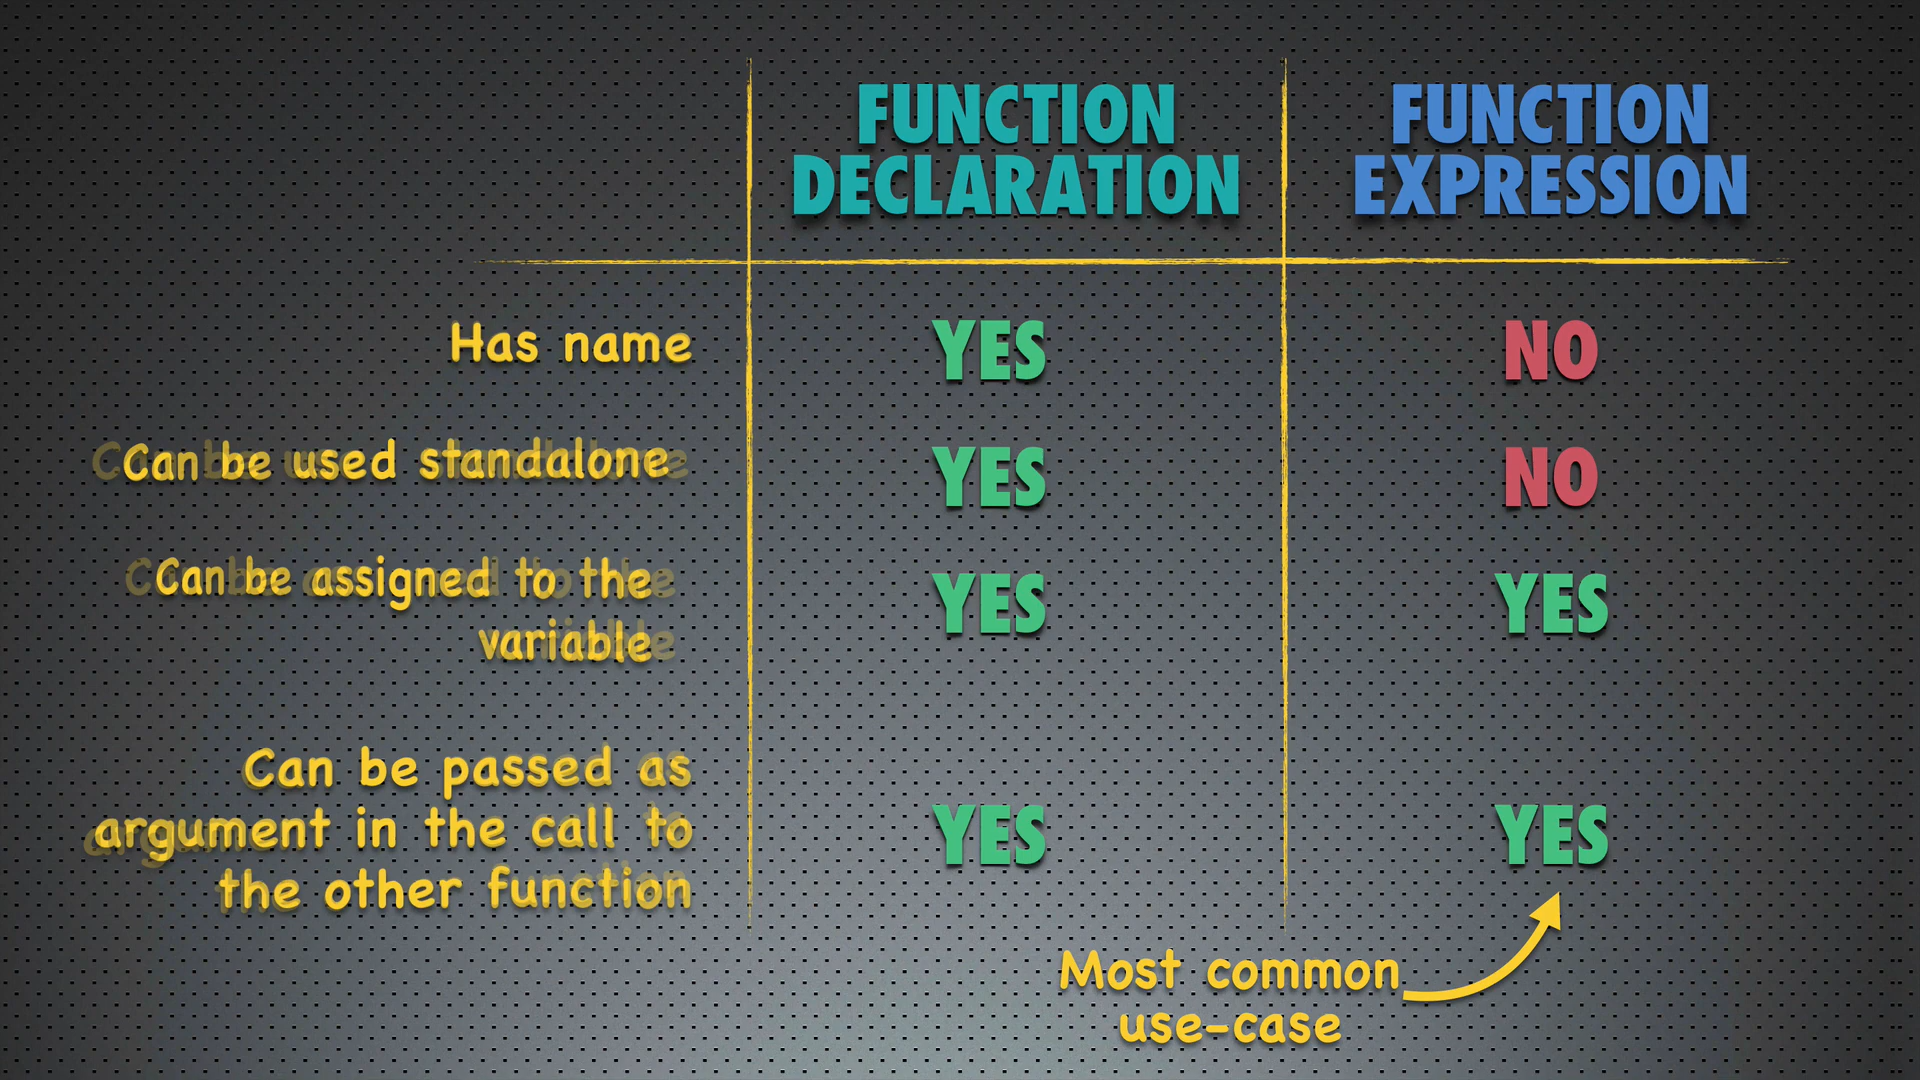 FUNCTION
DECLARATION
FUNCTION
EXPRESSION
Has name
YES
NO
Can be used standalone
YES
NO
Can be assigned to the
variable
YES
YES
Can be passed as
argument in the call to
the other function
YES
YES
Most common
use-case